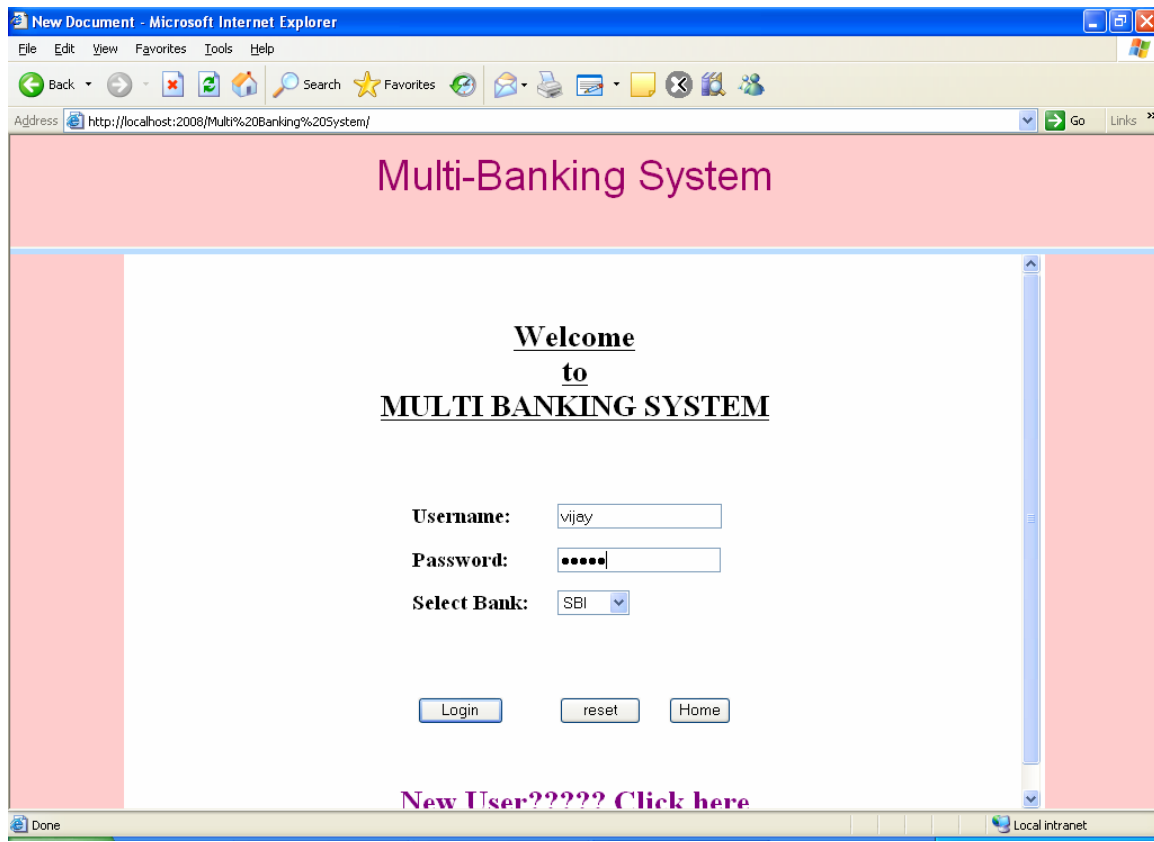 New Document - Microsoft Internet Explorer
File Edit View Favorites Tools Help
Back Search Favorites
Address http://localhost:2008/Multi%20Banking%20System/ Go Links »
Multi-Banking System
Welcome
to
MULTI BANKING SYSTEM
Username: vijay
Password: •••••
Select Bank: SBI
Login reset Home
New User????? Click here
Done Local intranet